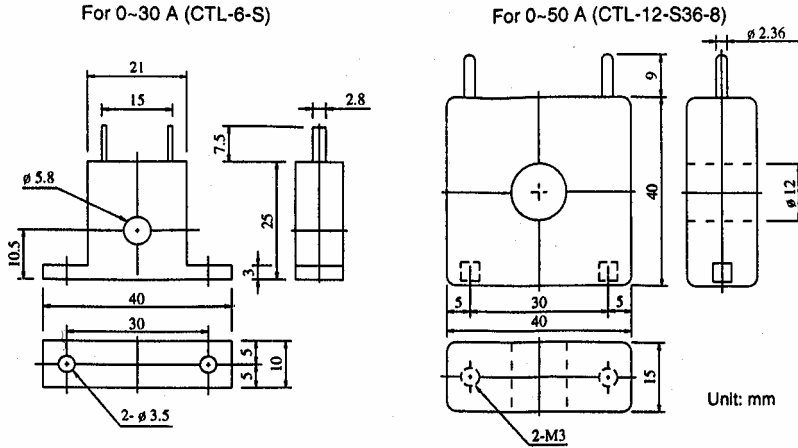 For 0~30 A (CTL-6-S)
21
15
2.8
7.5
ø 5.8
25
10.5
3
40
30
5
5
10
2- ø 3.5
For 0~50 A (CTL-12-S36-8)
ø 2.36
9
40
ø 12
5
30
5
40
15
2-M3
Unit: mm